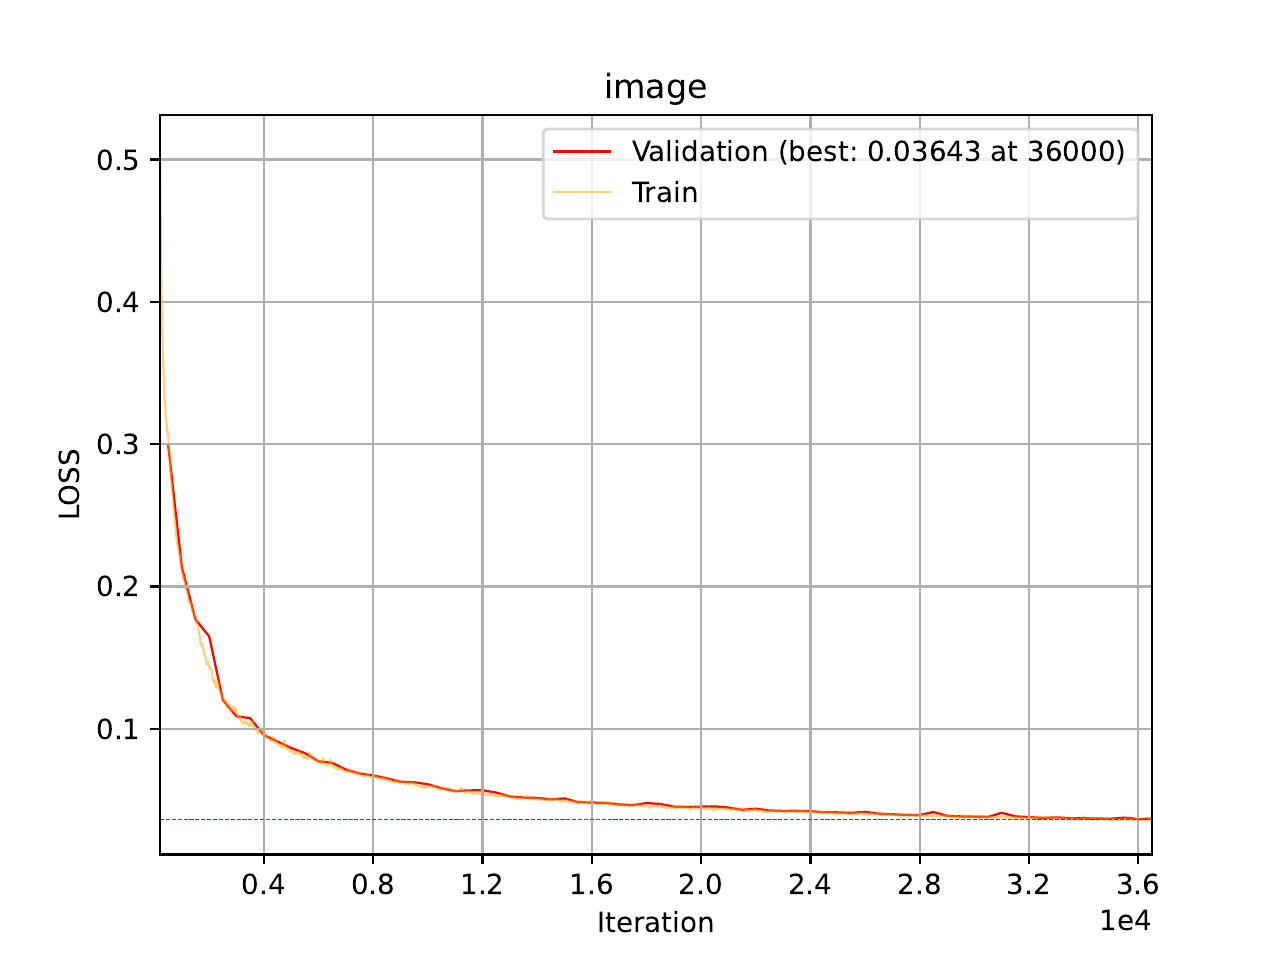 image
Validation (best: 0.03643 at 36000)
Train
0.5
0.4
0.3
0.2
0.1
LOSS
0.4 0.8 1.2 1.6 2.0 2.4 2.8 3.2 3.6
1e4
Iteration